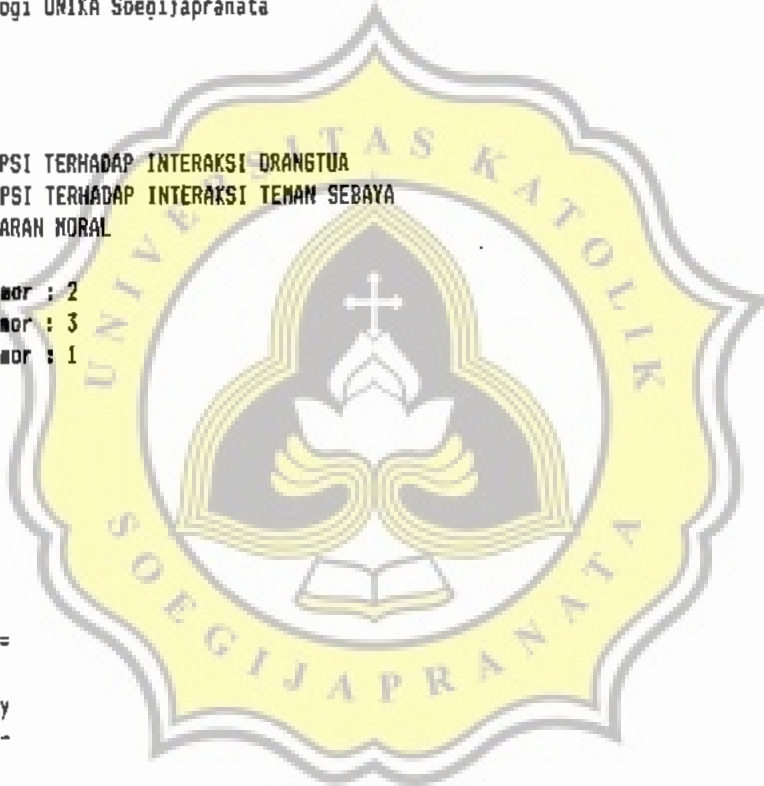 ogi UNIKA Soegijapranata
PSI TERHADAP INTERAKSI ORANGTUA
PSI TERHADAP INTERAKSI TEMAN SEBAYA
ARAN MORAL
mor : 2
mor : 3
mor : 1
=
y
-
UNIVERSITAS KATOLIK
SOEGIJAPRANATA